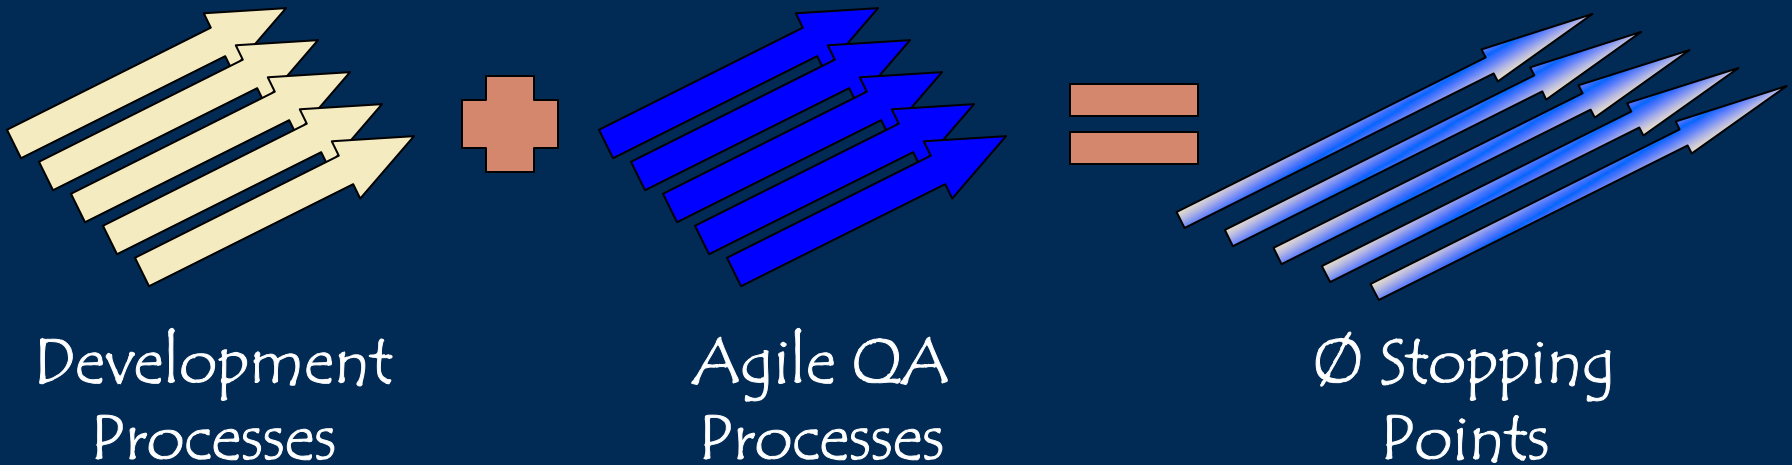 Development
Processes
Agile QA
Processes
Ø Stopping
Points